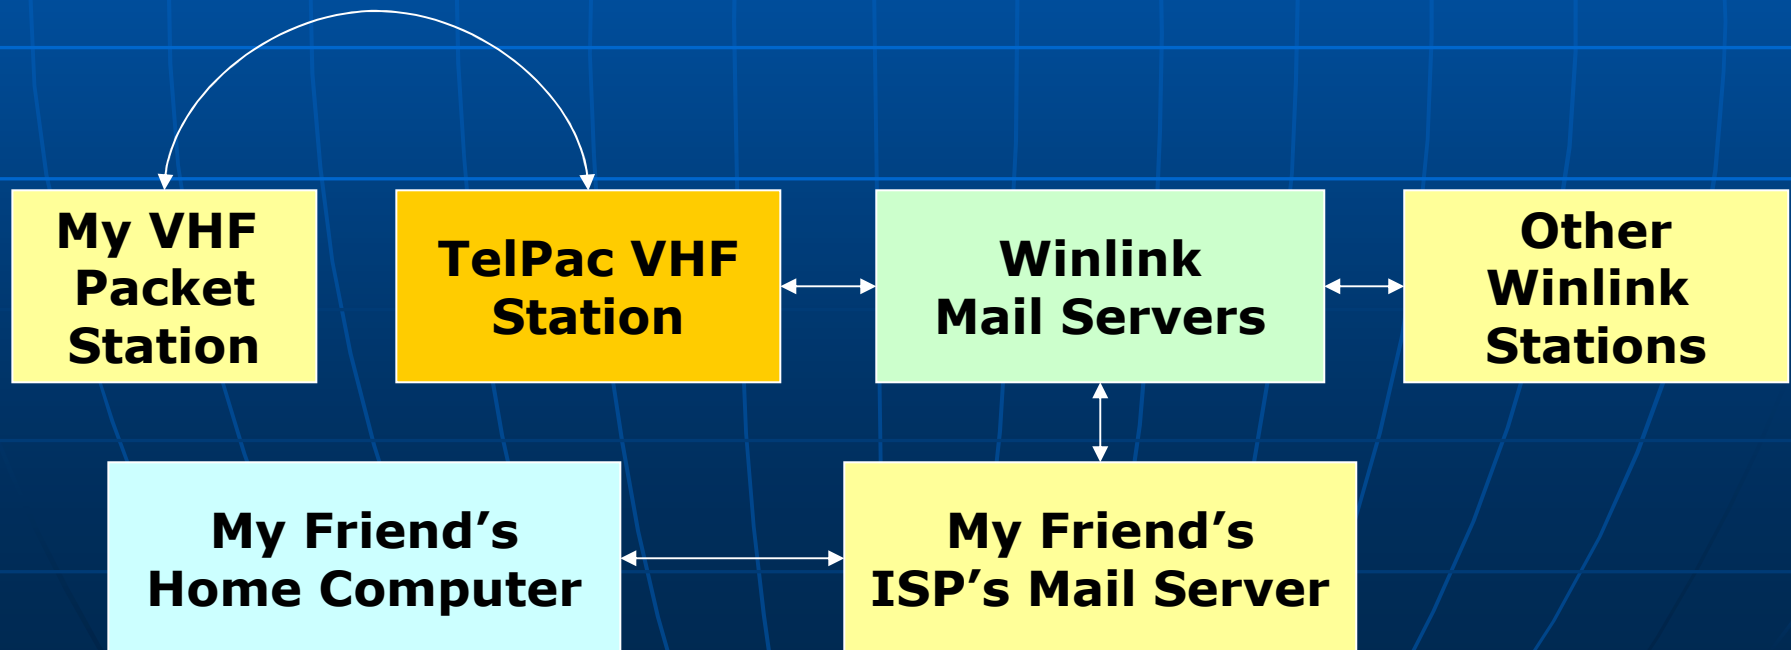 My VHF
Packet
Station
TelPac VHF
Station
Winlink
Mail Servers
Other
Winlink
Stations
My Friend’s
Home Computer
My Friend’s
ISP’s Mail Server